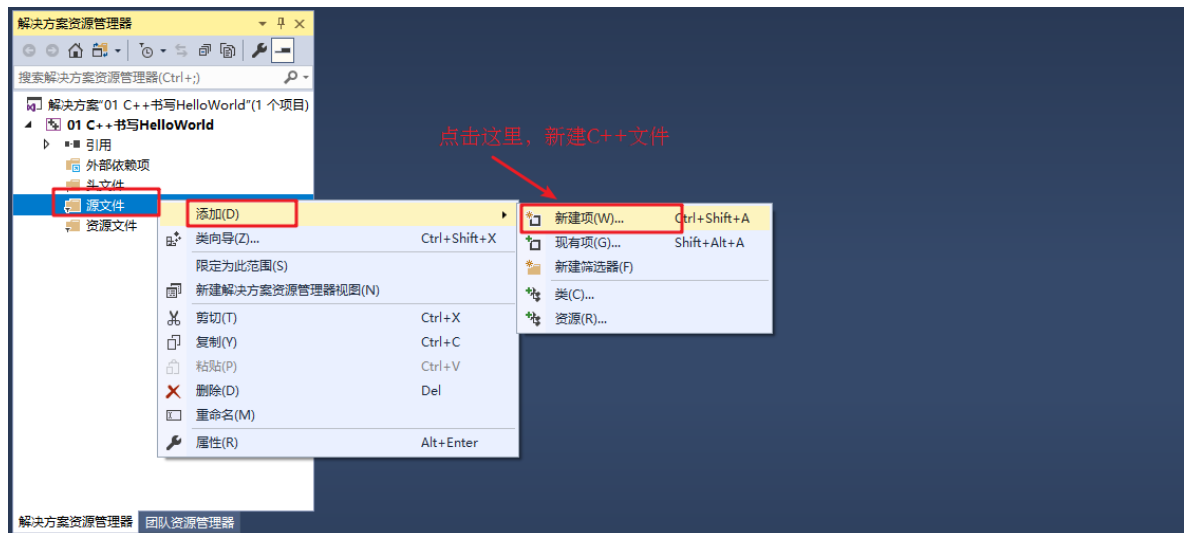 解决方案资源管理器
搜索解决方案资源管理器(Ctrl+;)
解决方案"01 C++书写HelloWorld"(1 个项目)
01 C++书写HelloWorld
引用
外部依赖项
头文件
源文件
资源文件
点击这里，新建C++文件
添加(D)
类向导(Z)... Ctrl+Shift+X
限定为此范围(S)
新建解决方案资源管理器视图(N)
剪切(T) Ctrl+X
复制(Y) Ctrl+C
粘贴(P) Ctrl+V
删除(D) Del
重命名(M)
属性(R) Alt+Enter
新建项(W)... Ctrl+Shift+A
现有项(G)... Shift+Alt+A
新建筛选器(F)
类(C)...
资源(R)...
解决方案资源管理器 团队资源管理器